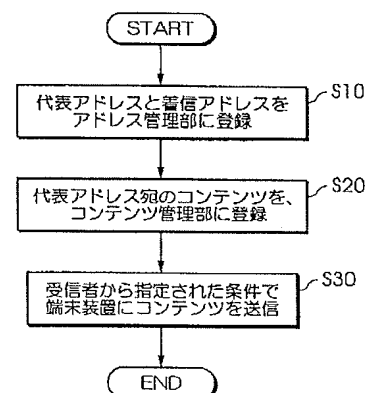 START
代表アドレスと着信アドレスを
アドレス管理部に登録
S10
代表アドレス宛のコンテンツを、
コンテンツ管理部に登録
S20
受信者から指定された条件で
端末装置にコンテンツを送信
S30
END